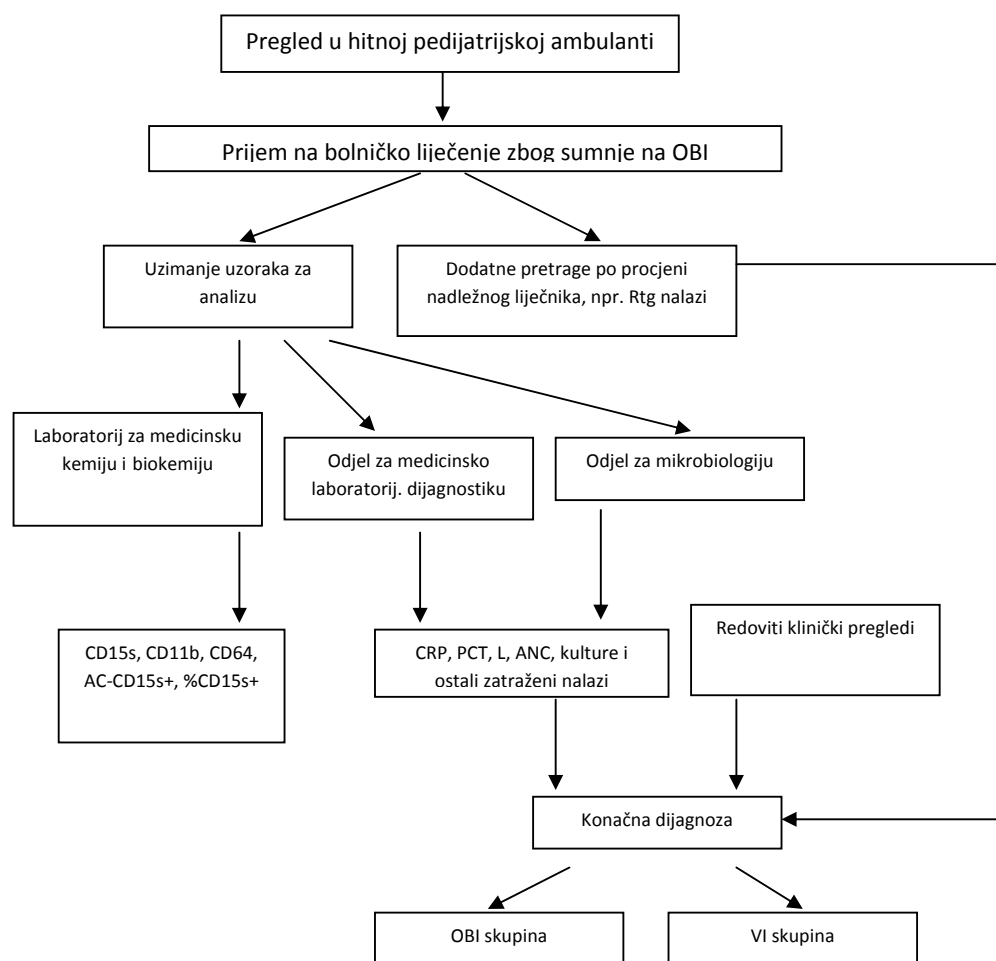 Pregled u hitnoj pedijatrijskoj ambulanti
Prijem na bolničko liječenje zbog sumnje na OBI
Uzimanje uzoraka za
analizu
Dodatne pretrage po procjeni
nadležnog liječnika, npr. Rtg nalazi
Laboratorij za medicinsku
kemiju i biokemiju
Odjel za medicinsko
laboratorij. dijagnostiku
Odjel za mikrobiologiju
CD15s, CD11b, CD64,
AC-CD15s+, %CD15s+
CRP, PCT, L, ANC, kulture i
ostali zatraženi nalazi
Redoviti klinički pregledi
Konačna dijagnoza
OBI skupina
VI skupina